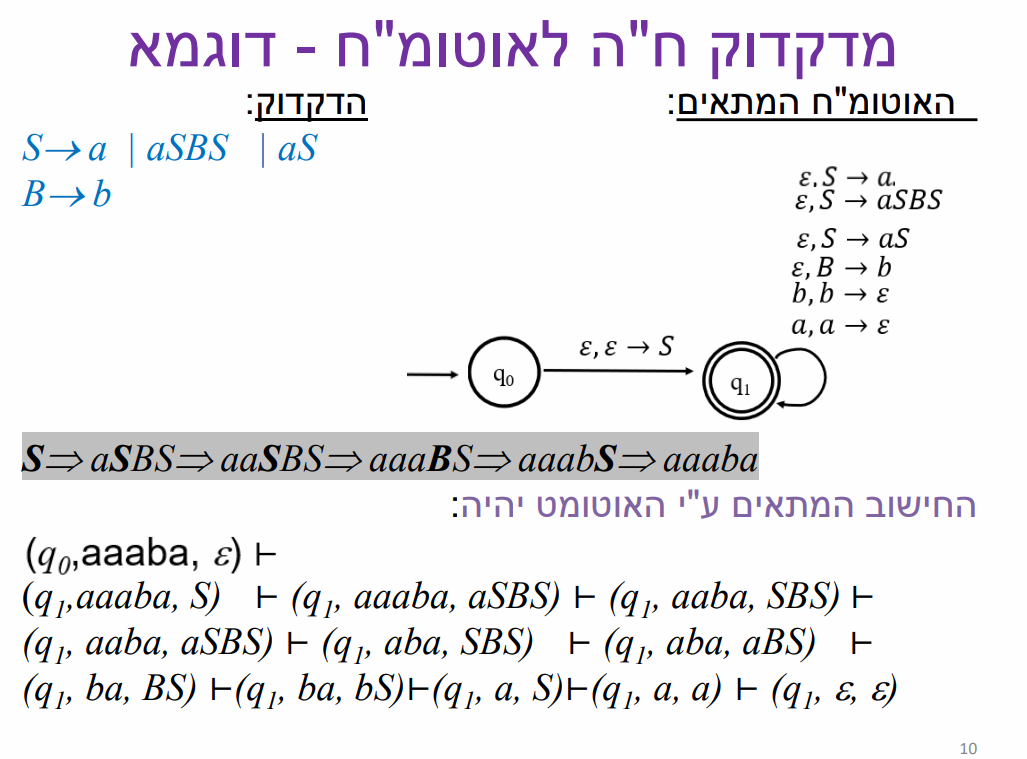 מדקדוק ח"ה לאוטומ"ח - דוגמא
האוטומ"ח המתאים:
הדקדוק:
S→ a | aSBS | aS
B→ b
ε,S → a.
ε,S → aSBS
ε,S → aS
ε,B → b
b,b → ε
a,a → ε
ε,ε → S
q₀
q₁
S⇒ aSBS⇒ aaSBS⇒ aaaBS⇒ aaabS⇒ aaaba
החישוב המתאים ע"י האוטומט יהיה:
(q₀,aaaba, ε) ⊢
(q₁,aaaba, S) ⊢ (q₁, aaaba, aSBS) ⊢ (q₁, aaba, SBS) ⊢
(q₁, aaba, aSBS) ⊢ (q₁, aba, SBS) ⊢ (q₁, aba, aBS) ⊢
(q₁, ba, BS) ⊢(q₁, ba, bS)⊢(q₁, a, S)⊢(q₁, a, a) ⊢ (q₁, ε, ε)
10